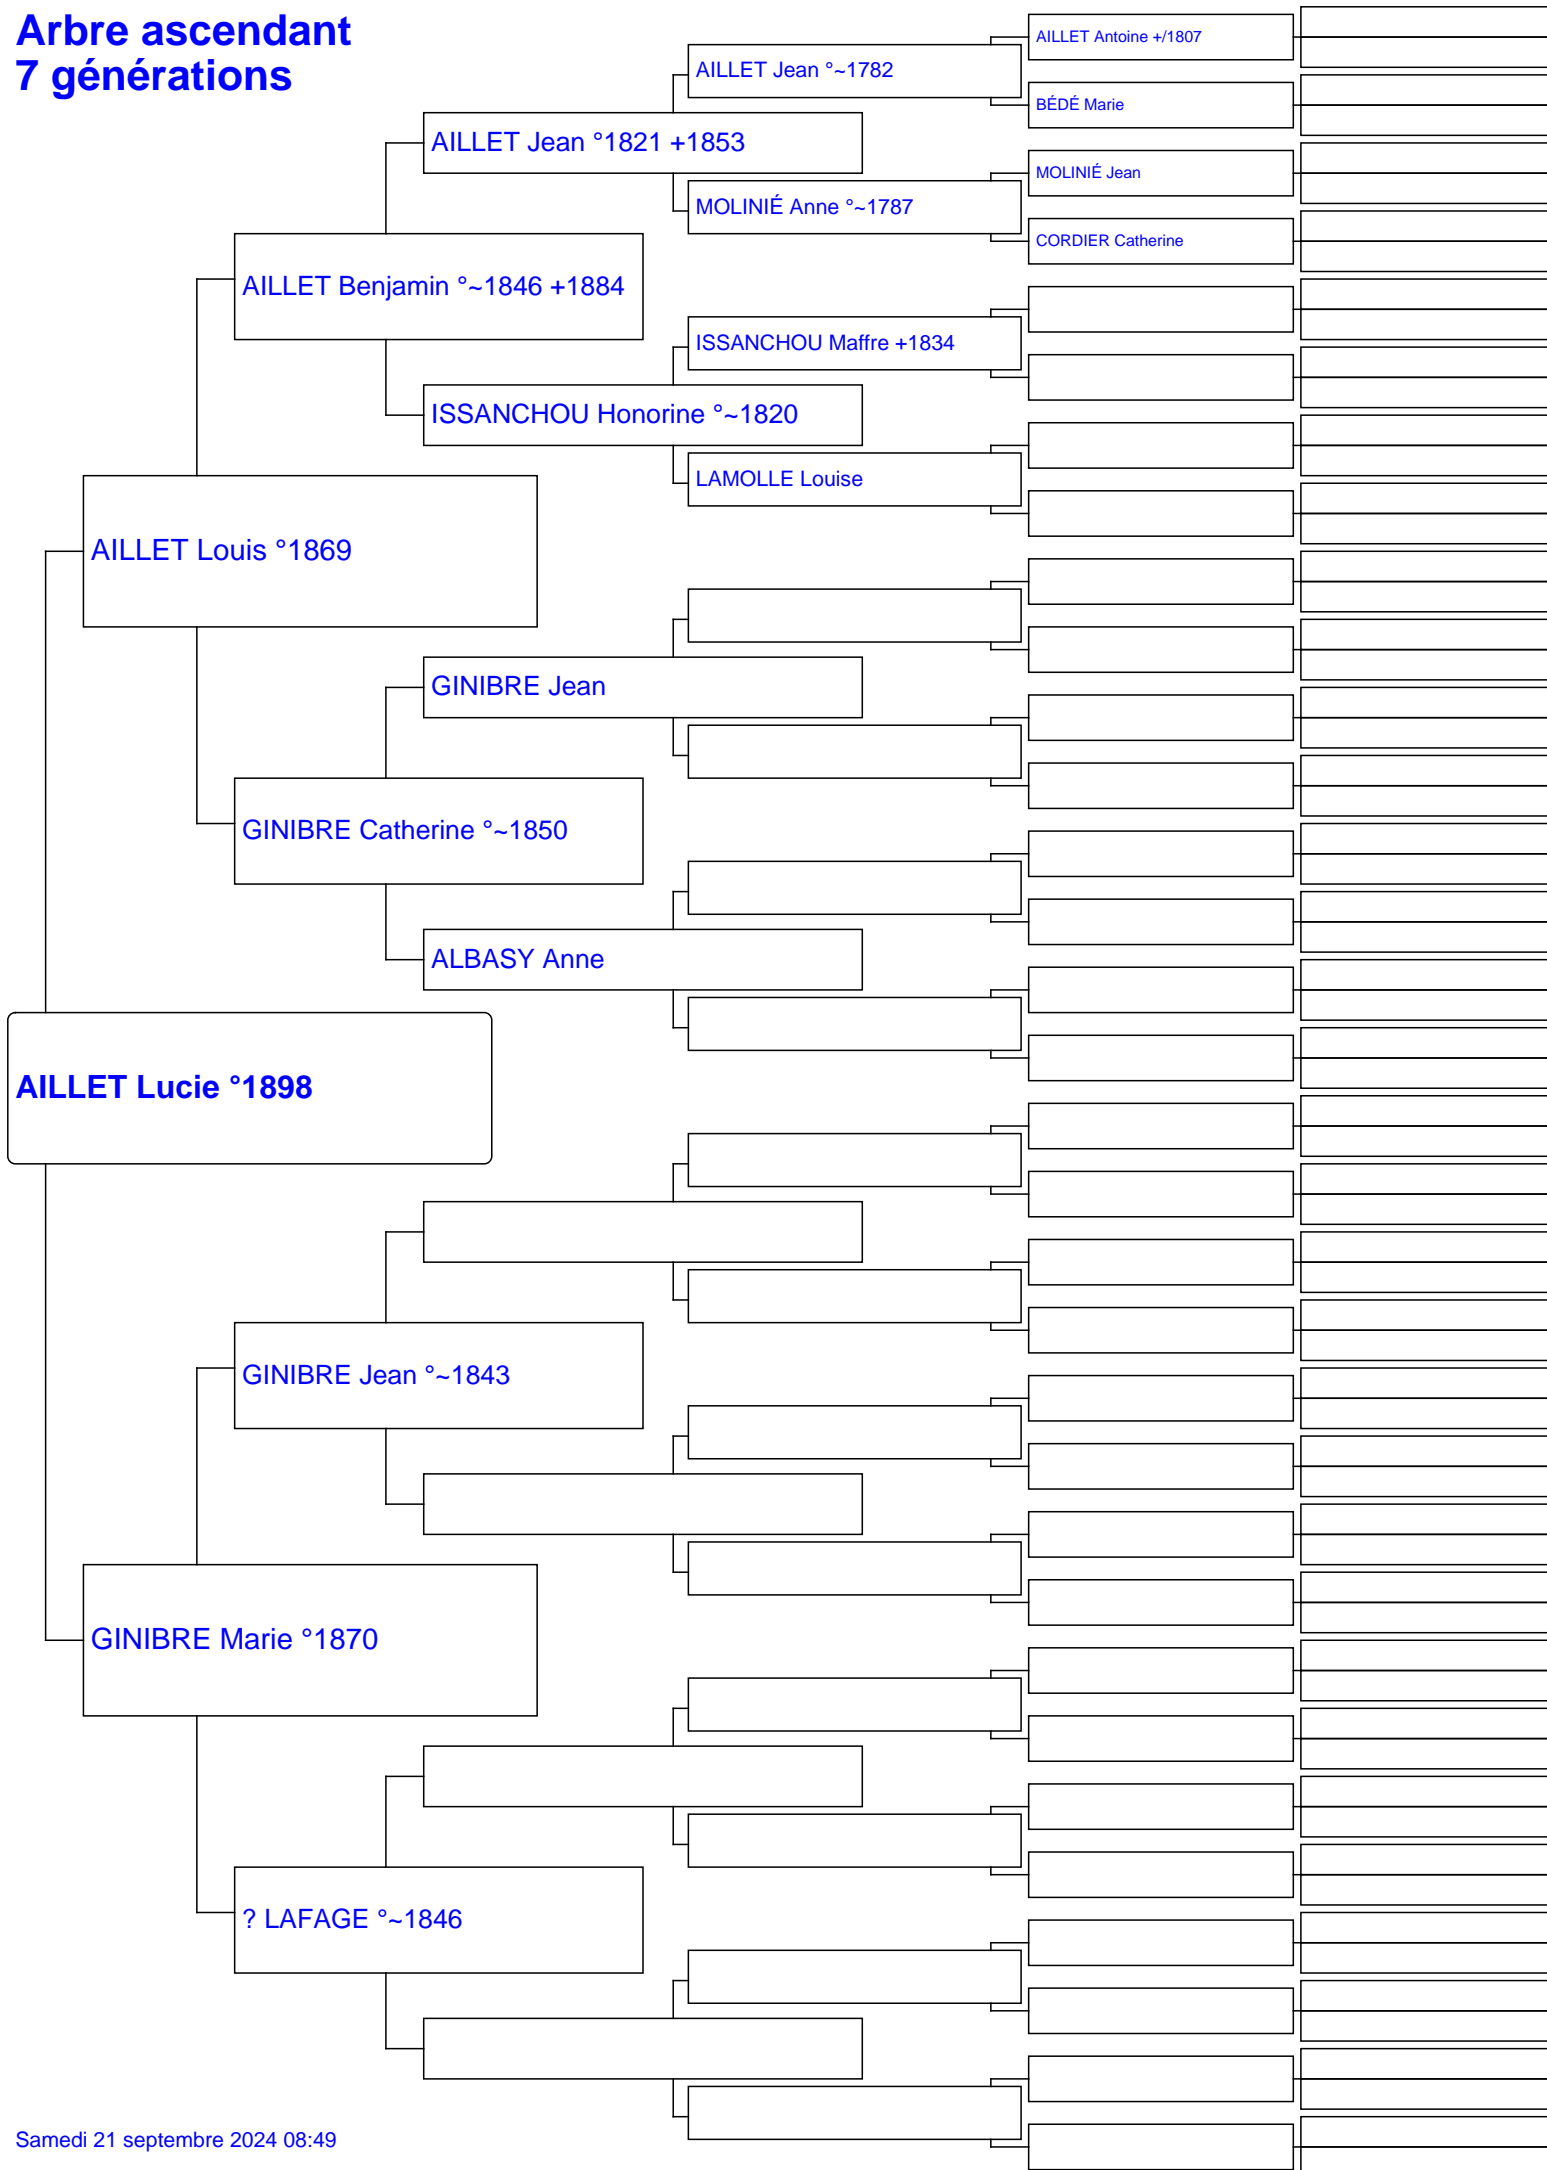 Arbre ascendant
7 générations
AILLET Antoine +/1807
AILLET Jean °~1782
BÉDÉ Marie
AILLET Jean °1821 +1853
MOLINIÉ Jean
MOLINIÉ Anne °~1787
CORDIER Catherine
AILLET Benjamin °~1846 +1884
ISSANCHOU Maffre +1834
ISSANCHOU Honorine °~1820
LAMOLLE Louise
AILLET Louis °1869
GINIBRE Jean
GINIBRE Catherine °~1850
ALBASY Anne
AILLET Lucie °1898
GINIBRE Jean °~1843
GINIBRE Marie °1870
? LAFAGE °~1846
Samedi 21 septembre 2024 08:49